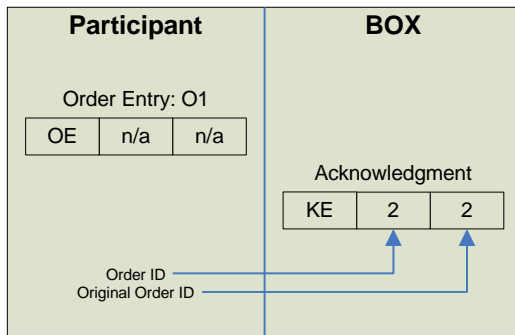 Participant
BOX
Order Entry: O1
OE n/a n/a
Acknowledgment
KE 2 2
Order ID
Original Order ID